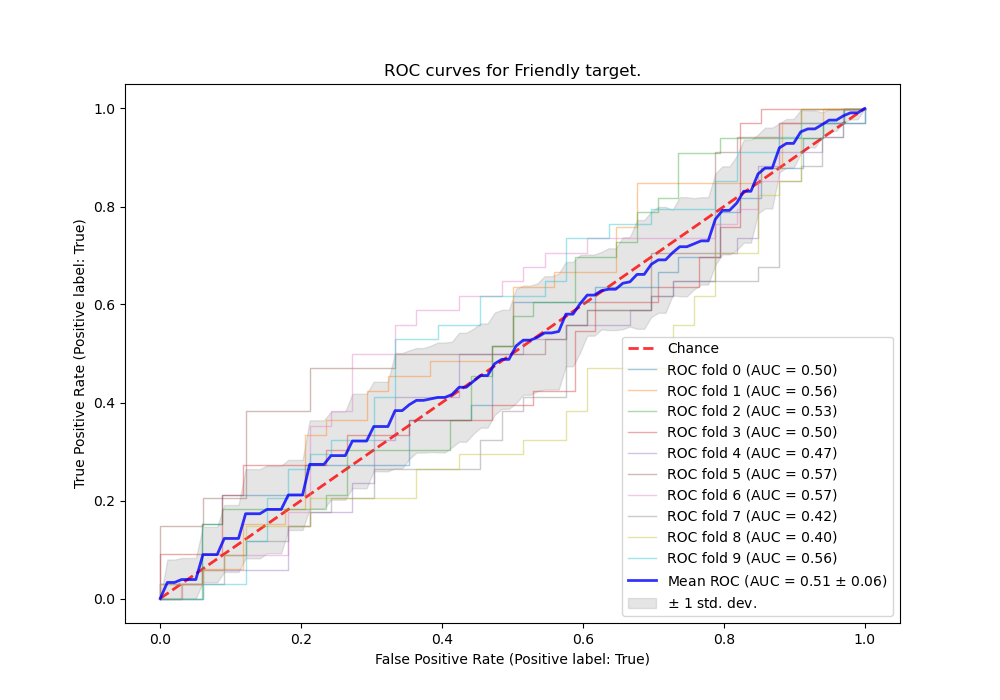 ROC curves for Friendly target.
True Positive Rate (Positive label: True)
1.0
0.8
0.6
0.4
0.2
0.0
0.0 0.2 0.4 0.6 0.8 1.0
False Positive Rate (Positive label: True)
Chance
ROC fold 0 (AUC = 0.50)
ROC fold 1 (AUC = 0.56)
ROC fold 2 (AUC = 0.53)
ROC fold 3 (AUC = 0.50)
ROC fold 4 (AUC = 0.47)
ROC fold 5 (AUC = 0.57)
ROC fold 6 (AUC = 0.57)
ROC fold 7 (AUC = 0.42)
ROC fold 8 (AUC = 0.40)
ROC fold 9 (AUC = 0.56)
Mean ROC (AUC = 0.51 ± 0.06)
± 1 std. dev.